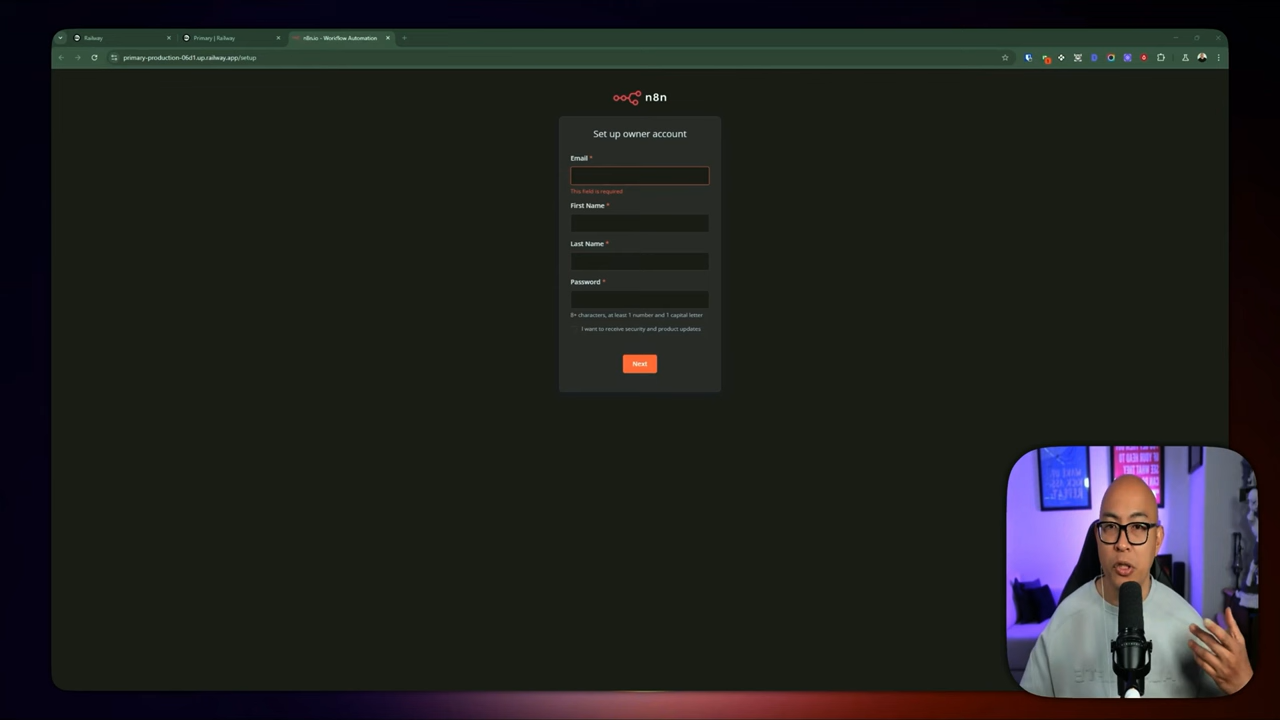 Railway
Primary | Railway
n8n.io - Workflow Automation
primary-production-06d1.up.railway.app/setup
n8n
Set up owner account
Email *
This field is required
First Name *
Last Name *
Password *
8+ characters, at least 1 number and 1 capital letter
I want to receive security and product updates
Next